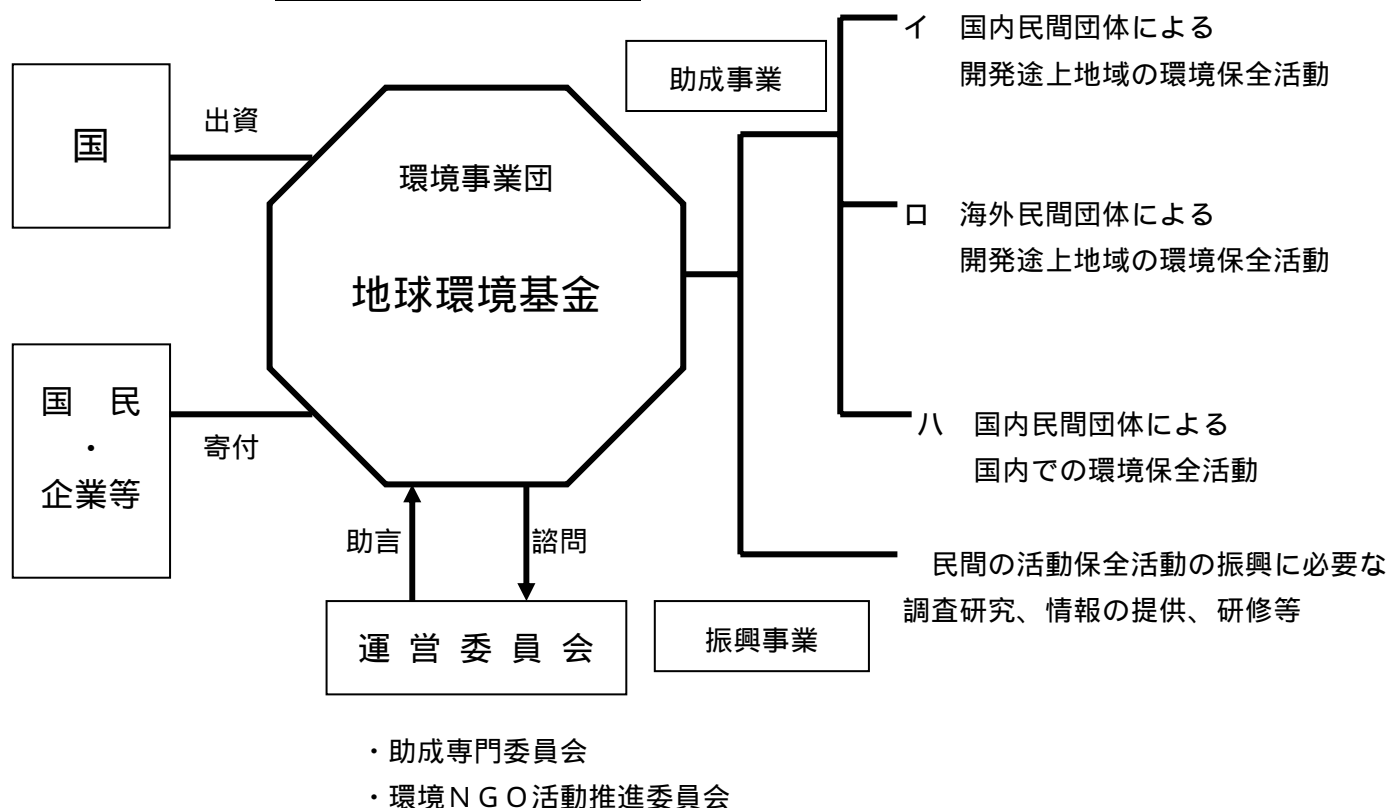 国
出資
国　民
・
企業等
寄付
環境事業団
地球環境基金
助言
諮問
運 営 委 員 会
・助成専門委員会
・環境ＮＧＯ活動推進委員会
助成事業
イ　国内民間団体による
開発途上地域の環境保全活動
ロ　海外民間団体による
開発途上地域の環境保全活動
ハ　国内民間団体による
国内での環境保全活動
振興事業
民間の活動保全活動の振興に必要な
調査研究、情報の提供、研修等